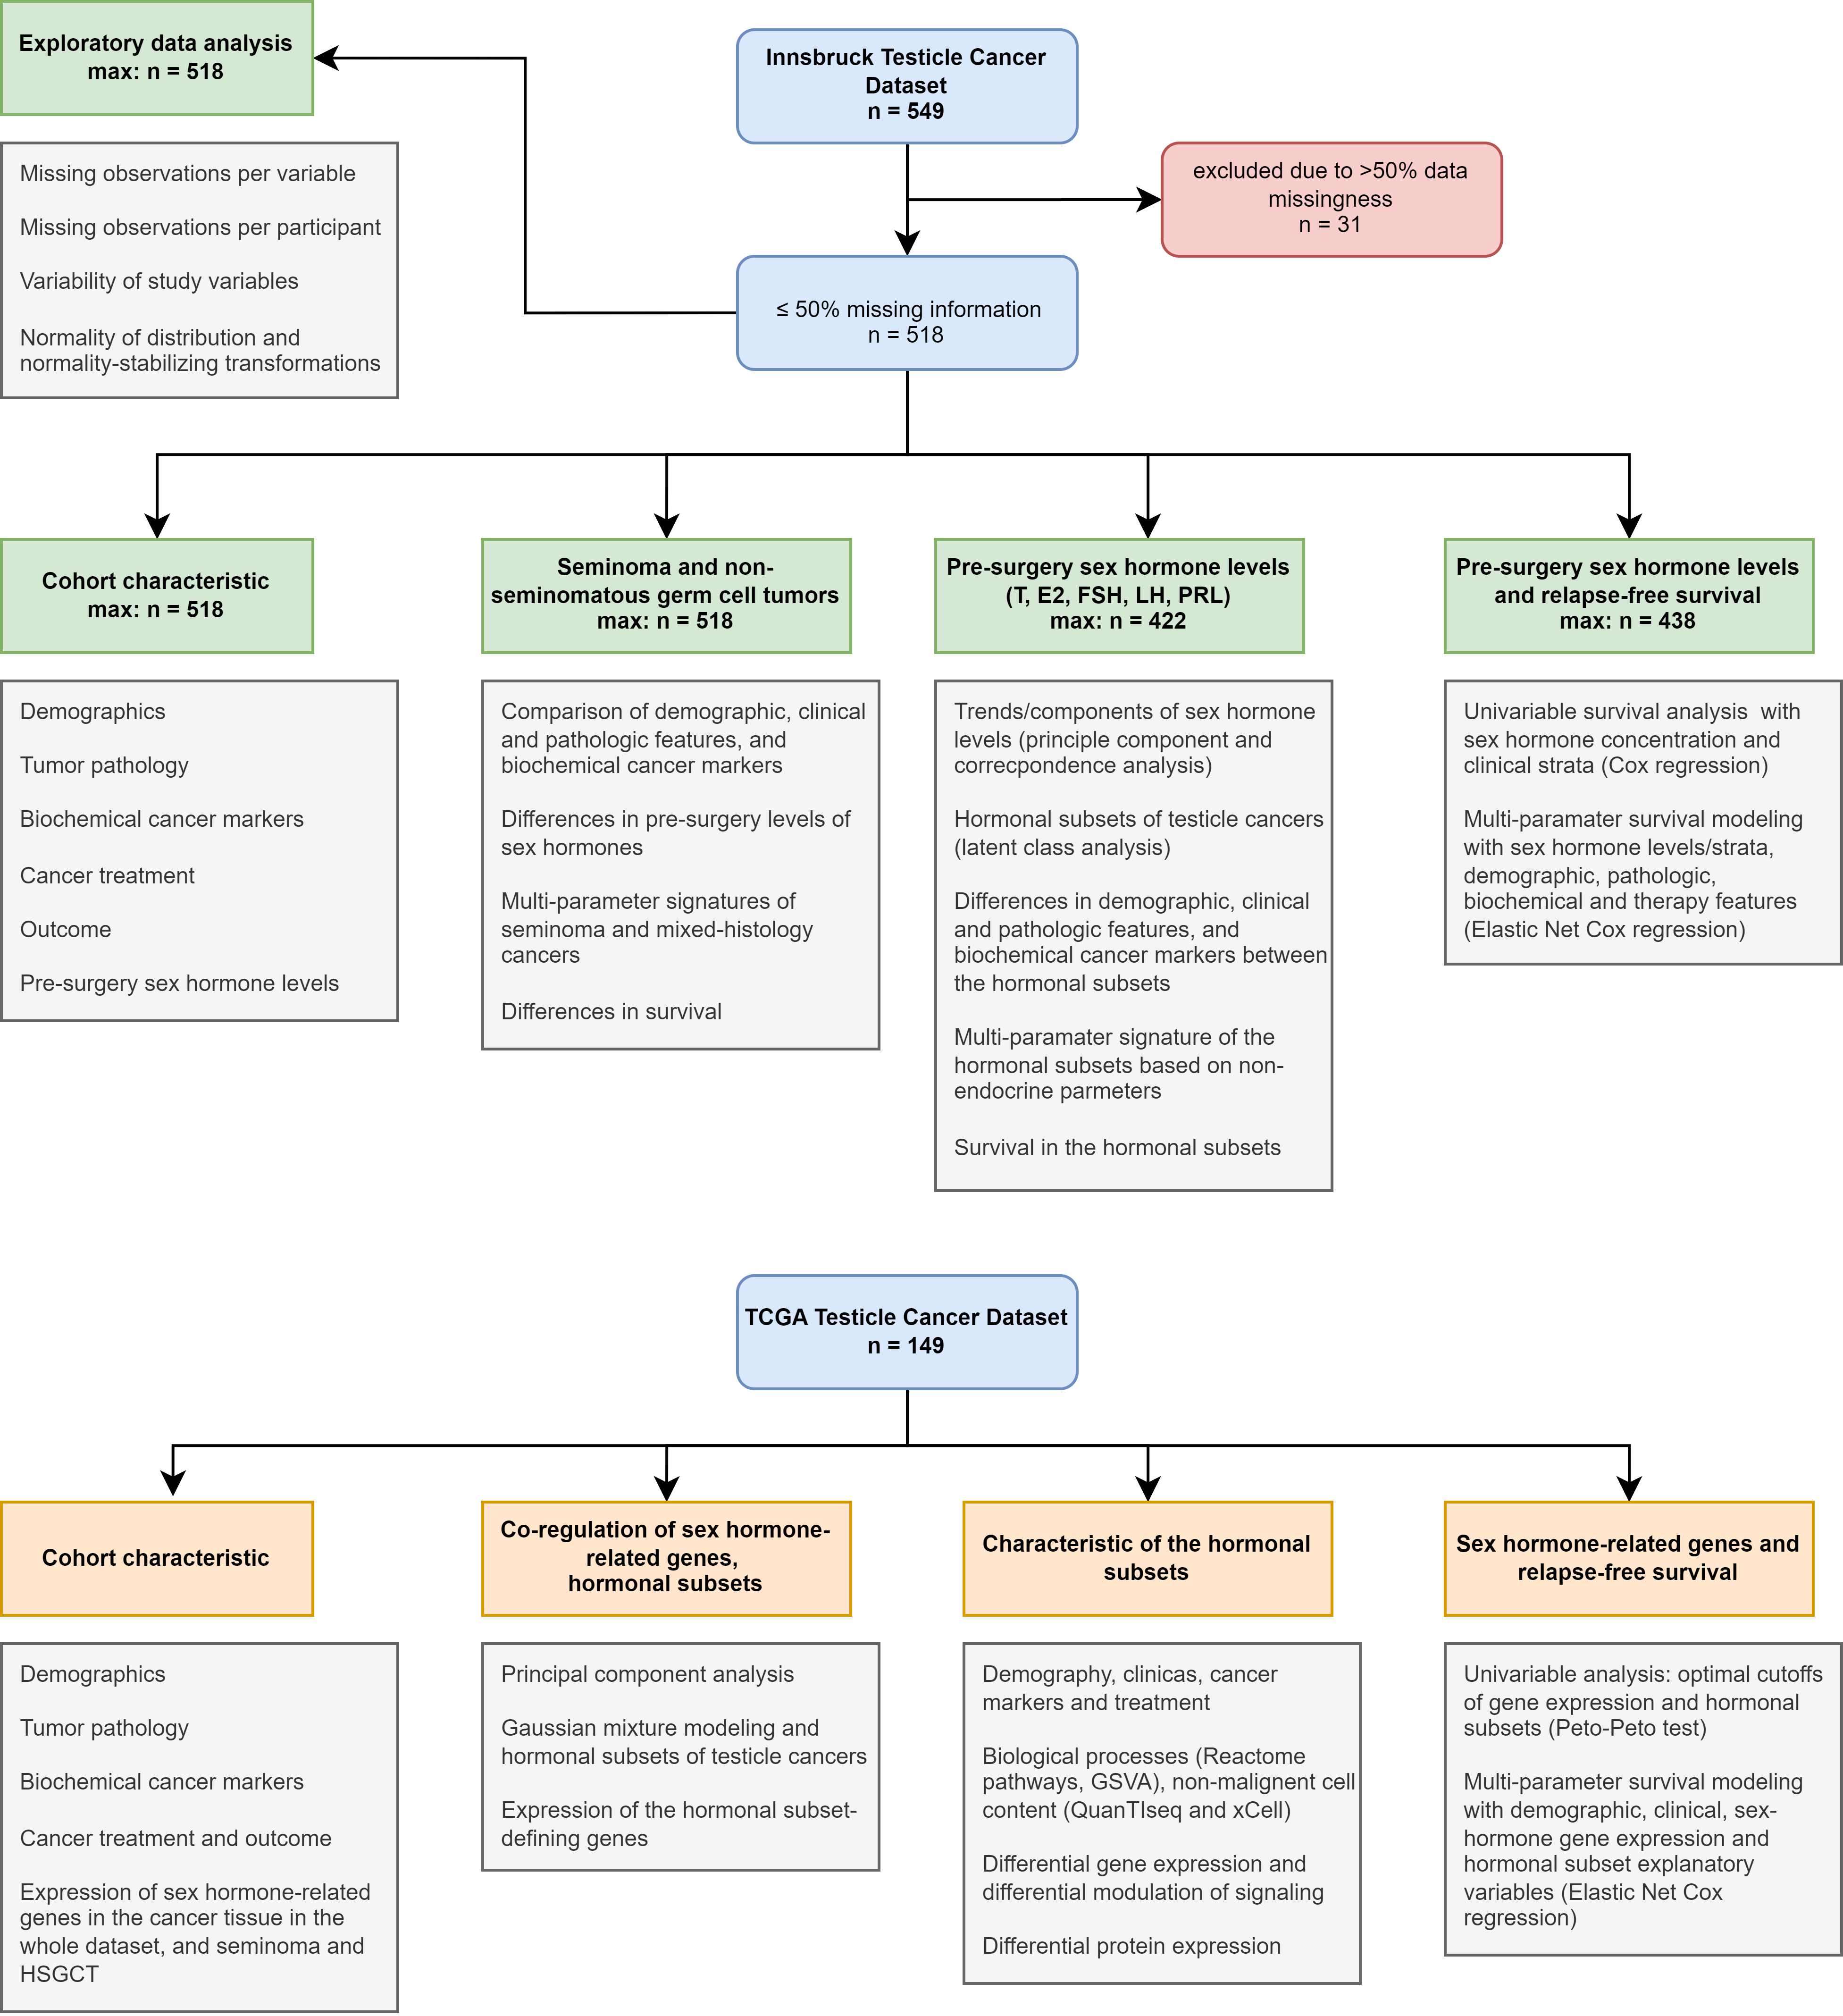 Exploratory data analysis
max: n = 518
Innsbruck Testicle Cancer
Dataset
n = 549
Missing observations per variable
Missing observations per participant
Variability of study variables
Normality of distribution and
normality-stabilizing transformations
excluded due to >50% data
missingness
n = 31
≤ 50% missing information
n = 518
Cohort characteristic
max: n = 518
Seminoma and non-
seminomatous germ cell tumors
max: n = 518
Pre-surgery sex hormone levels
(T, E2, FSH, LH, PRL)
max: n = 422
Pre-surgery sex hormone levels
and relapse-free survival
max: n = 438
Demographics
Tumor pathology
Biochemical cancer markers
Cancer treatment
Outcome
Pre-surgery sex hormone levels
Comparison of demographic, clinical
and pathologic features, and
biochemical cancer markers
Differences in pre-surgery levels of
sex hormones
Multi-parameter signatures of
seminoma and mixed-histology
cancers
Differences in survival
Trends/components of sex hormone
levels (principle component and
correcpondence analysis)
Hormonal subsets of testicle cancers
(latent class analysis)
Differences in demographic, clinical
and pathologic features, and
biochemical cancer markers between
the hormonal subsets
Multi-paramater signature of the
hormonal subsets based on non-
endocrine parmeters
Survival in the hormonal subsets
Univariable survival analysis with
sex hormone concentration and
clinical strata (Cox regression)
Multi-paramater survival modeling
with sex hormone levels/strata,
demographic, pathologic,
biochemical and therapy features
(Elastic Net Cox regression)
TCGA Testicle Cancer Dataset
n = 149
Cohort characteristic
Co-regulation of sex hormone-
related genes,
hormonal subsets
Characteristic of the hormonal
subsets
Sex hormone-related genes and
relapse-free survival
Demographics
Tumor pathology
Biochemical cancer markers
Cancer treatment and outcome
Expression of sex hormone-related
genes in the cancer tissue in the
whole dataset, and seminoma and
HSGCT
Principal component analysis
Gaussian mixture modeling and
hormonal subsets of testicle cancers
Expression of the hormonal subset-
defining genes
Demography, clinicas, cancer
markers and treatment
Biological processes (Reactome
pathways, GSVA), non-malignent cell
content (QuanTIseq and xCell)
Differential gene expression and
differential modulation of signaling
Differential protein expression
Univariable analysis: optimal cutoffs
of gene expression and hormonal
subsets (Peto-Peto test)
Multi-parameter survival modeling
with demographic, clinical, sex-
hormone gene expression and
hormonal subset explanatory
variables (Elastic Net Cox
regression)